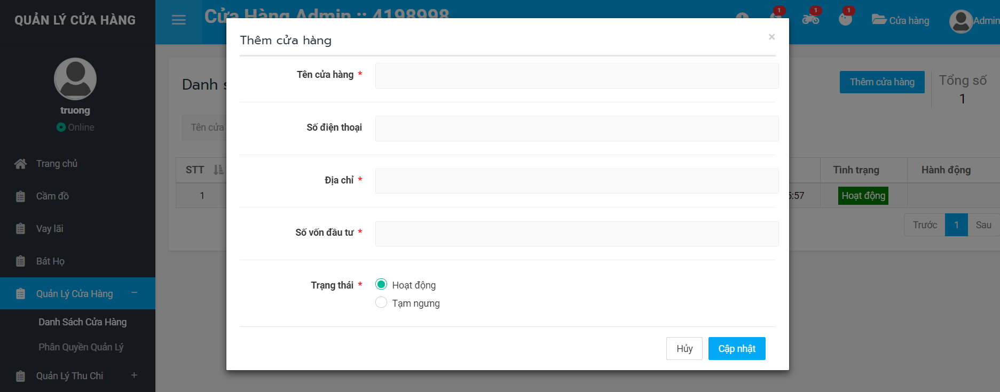 QUẢN LÝ CỬA HÀNG
Cửa Hàng Admin :: 4198998
1
1
1
Cửa hàng
Admin
truong
Online
Trang chủ
Cầm đồ
Vay lãi
Bát Họ
Quản Lý Cửa Hàng
Danh Sách Cửa Hàng
Phân Quyền Quản Lý
Quản Lý Thu Chi
Danh
Thêm cửa hàng
Tổng số
1
Tên cửa
STT
Tình trạng
Hành động
1
5:57
Hoạt động
Trước
1
Sau
Thêm cửa hàng
×
Tên cửa hàng *
Số điện thoại
Địa chỉ *
Số vốn đầu tư *
Trạng thái *
Hoạt động
Tạm ngưng
Hủy
Cập nhật